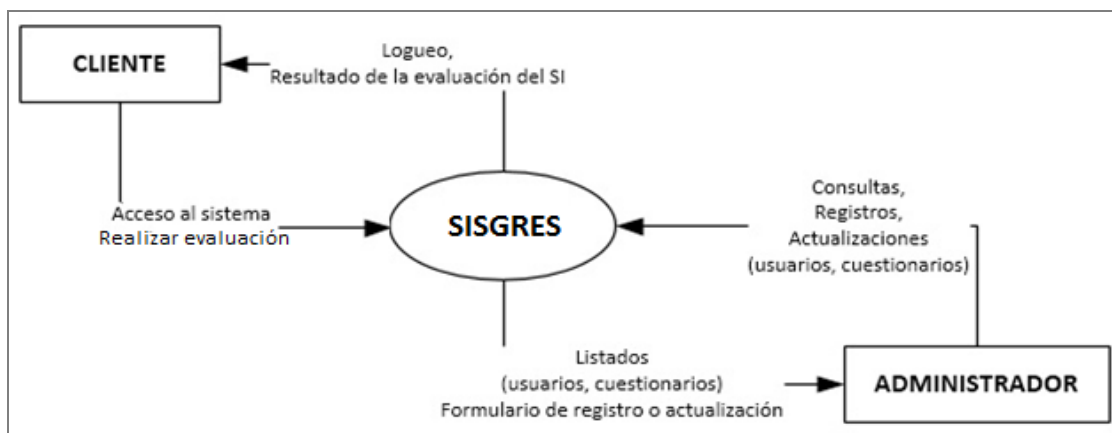 CLIENTE
Logueo,
Resultado de la evaluación del SI
Acceso al sistema
Realizar evaluación
SISGRES
Consultas,
Registros,
Actualizaciones
(usuarios, cuestionarios)
Listados
(usuarios, cuestionarios)
Formulario de registro o actualización
ADMINISTRADOR